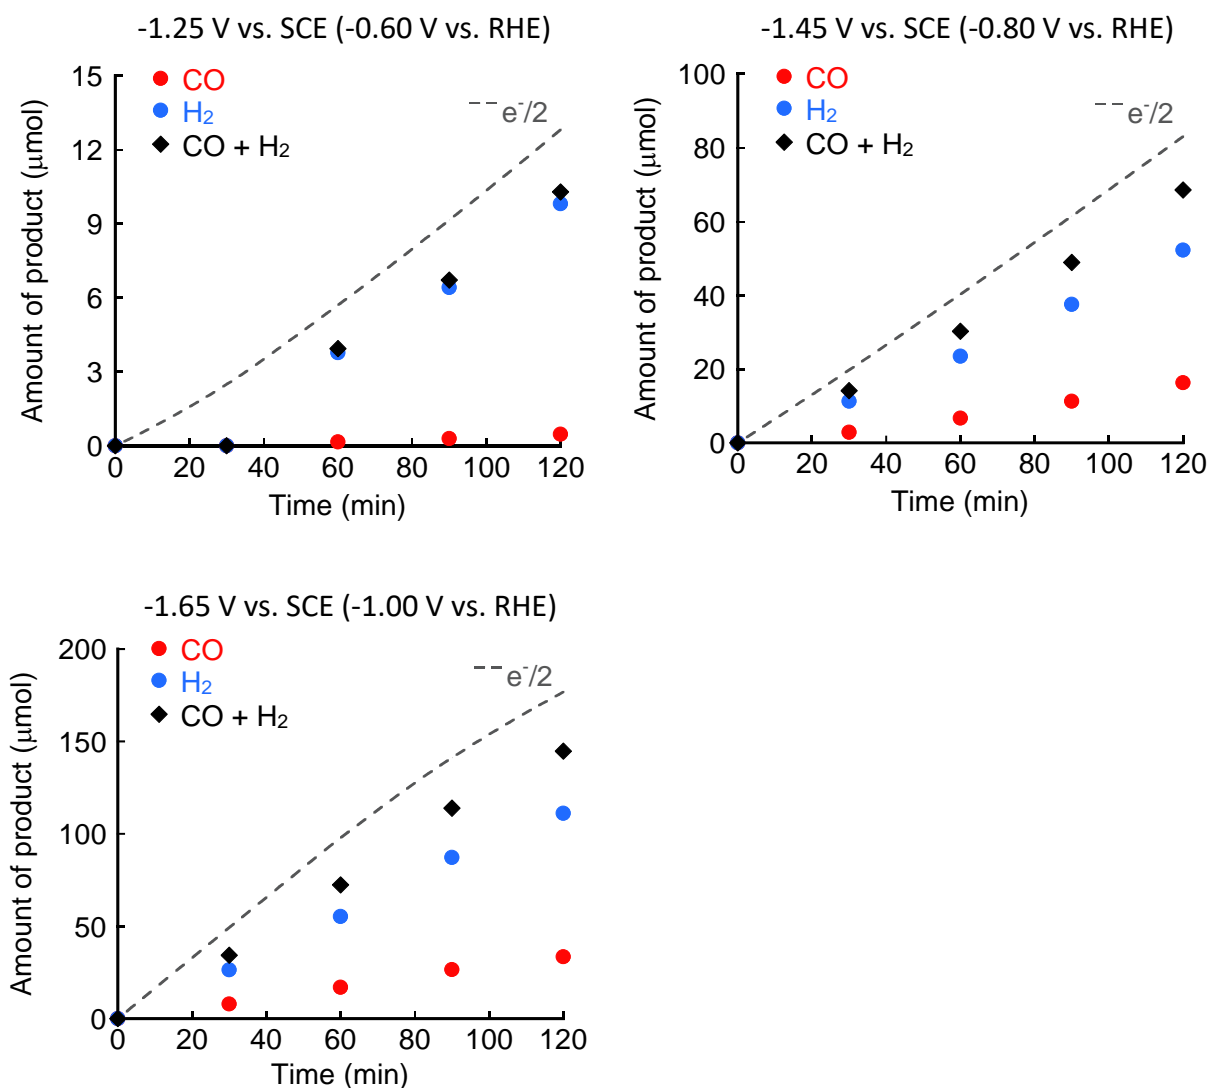 -1.25 V vs. SCE (-0.60 V vs. RHE)
CO
H2
CO + H2
e-/2
Amount of product (μmol)
15
12
9
6
3
0
0 20 40 60 80 100 120
Time (min)
-1.45 V vs. SCE (-0.80 V vs. RHE)
CO
H2
CO + H2
e-/2
Amount of product (μmol)
100
80
60
40
20
0
0 20 40 60 80 100 120
Time (min)
-1.65 V vs. SCE (-1.00 V vs. RHE)
CO
H2
CO + H2
e-/2
Amount of product (μmol)
200
150
100
50
0
0 20 40 60 80 100 120
Time (min)